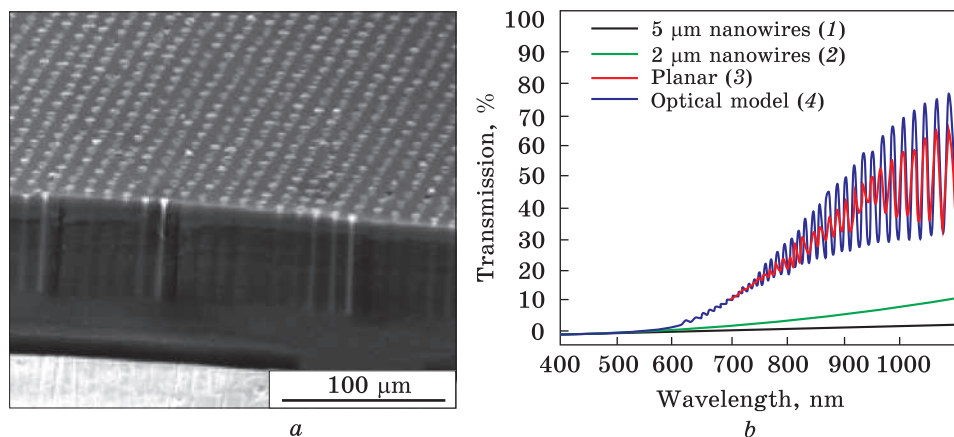 100 μm
a
100
90
80
70
60
50
40
30
20
10
0
Transmission, %
5 μm nanowires (1)
2 μm nanowires (2)
Planar (3)
Optical model (4)
400 500 600 700 800 900 1000
Wavelength, nm
b